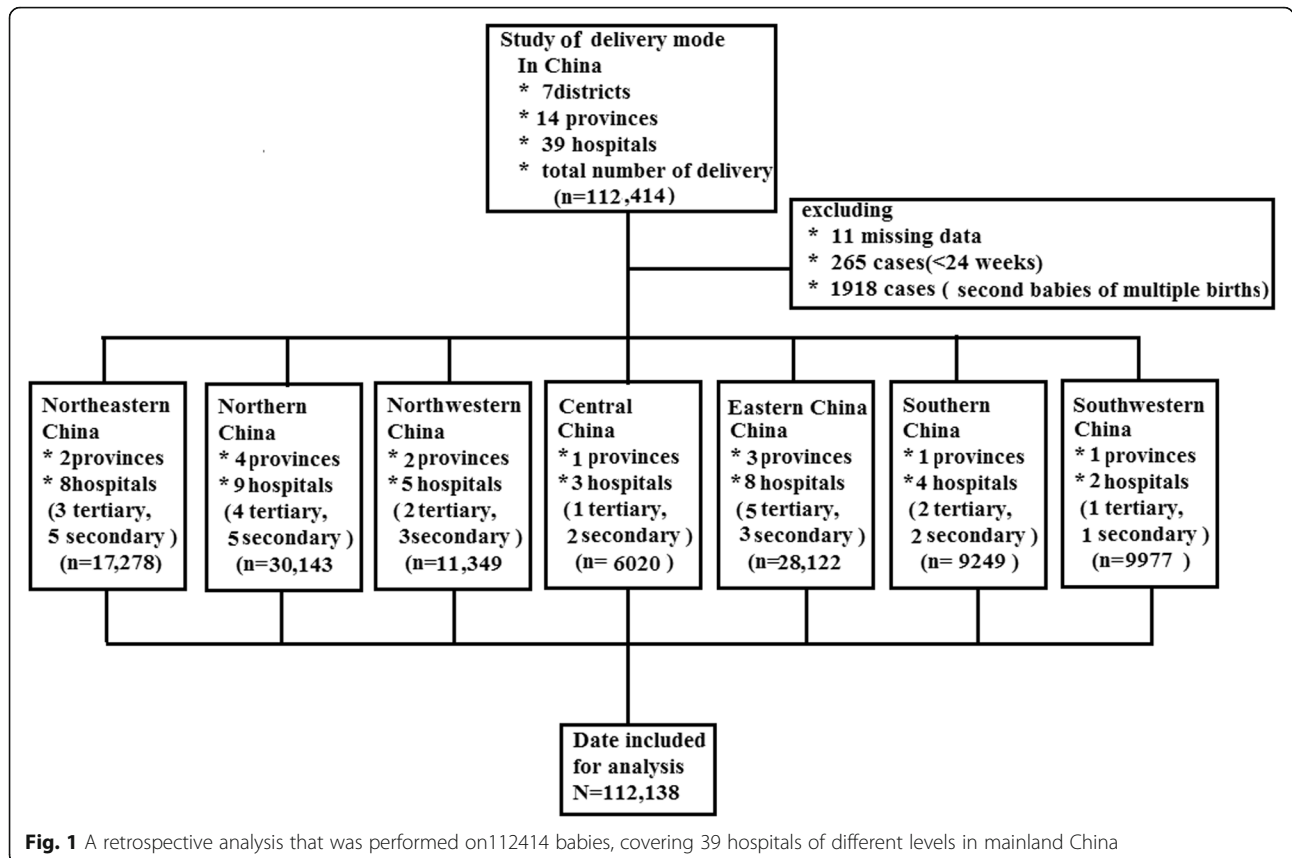 Study of delivery mode
In China
* 7districts
* 14 provinces
* 39 hospitals
* total number of delivery
(n=112,414)
excluding
* 11 missing data
* 265 cases(<24 weeks)
* 1918 cases ( second babies of multiple births)
Northeastern
China
* 2provinces
* 8hospitals
(3 tertiary,
5 secondary )
(n=17,278)
Northern
China
* 4provinces
* 9 hospitals
(4 tertiary,
5 secondary )
(n=30,143
Northwestern
China
* 2 provinces
* 5 hospitals
(2 tertiary,
3secondary )
(n=11,349
Central
China
*1 provinces
*3 hospitals
(1 tertiary,
2 secondary )
(n= 6020 )
Eastern China
China
*3provinces
*8 hospitals
(5 tertiary,
3 secondary )
(n=28,122
Southern
China
*1 provinces
*4 hospitals
(2 tertiary,
2 secondary )
(n= 9249 )
Southwestern
China
*1 provinces
* 2 hospitals
(1 tertiary,
1 secondary )
(n=9977 )
Date included
for analysis
N=112,138
Fig. 1 A retrospective analysis that was performed on112414 babies, covering 39 hospitals of different levels in mainland China